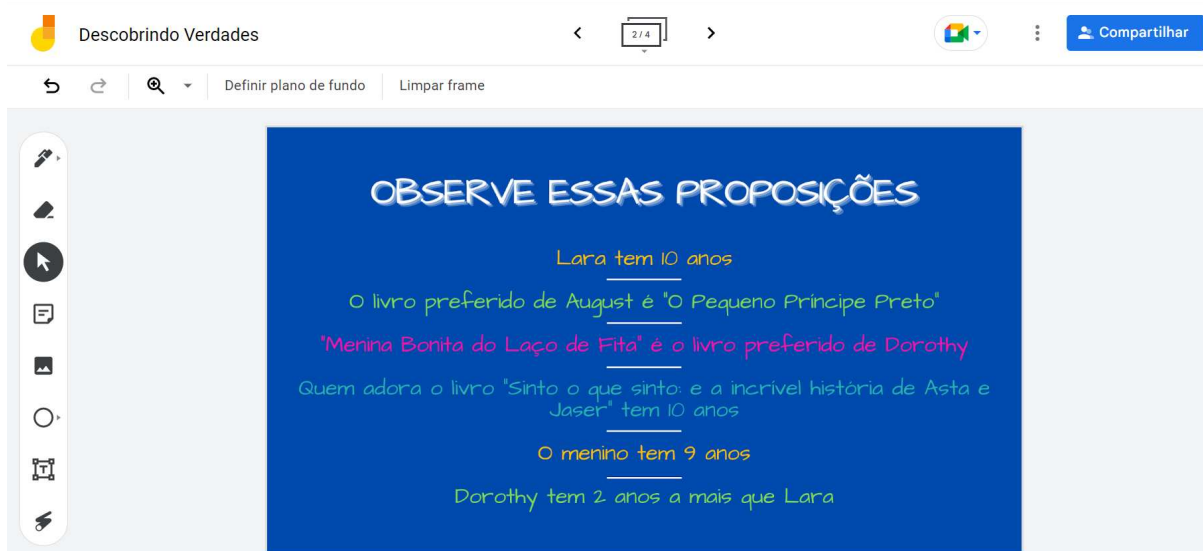 Descobrindo Verdades
2 / 4
Compartilhar
Definir plano de fundo
Limpar frame
OBSERVE ESSAS PROPOSIÇÕES
Lara tem 10 anos
O livro preferido de August é "O Pequeno Príncipe Preto"
"Menina Bonita do Laço de Fita" é o livro preferido de Dorothy
Quem adora o livro "Sinto o que sinto: e a incrível história de Asta e
Jaser" tem 10 anos
O menino tem 9 anos
Dorothy tem 2 anos a mais que Lara